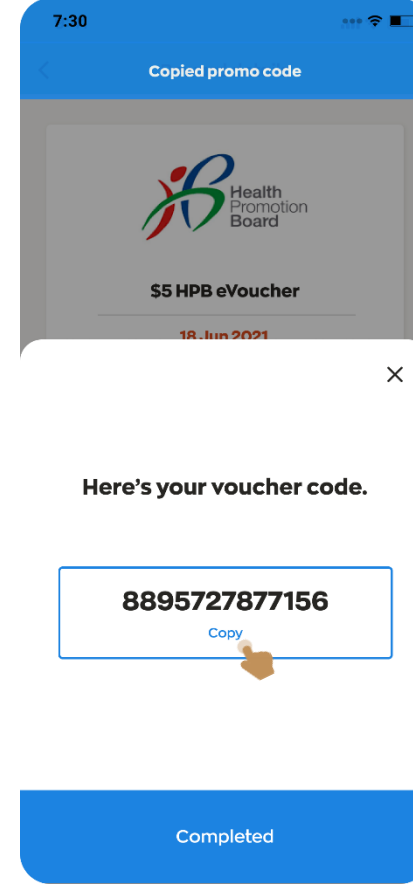 7:30
Copied promo code
Health
Promotion
Board
$5 HPB eVoucher
18 Jun 2021
Here's your voucher code.
8895727877156
Copy
Completed